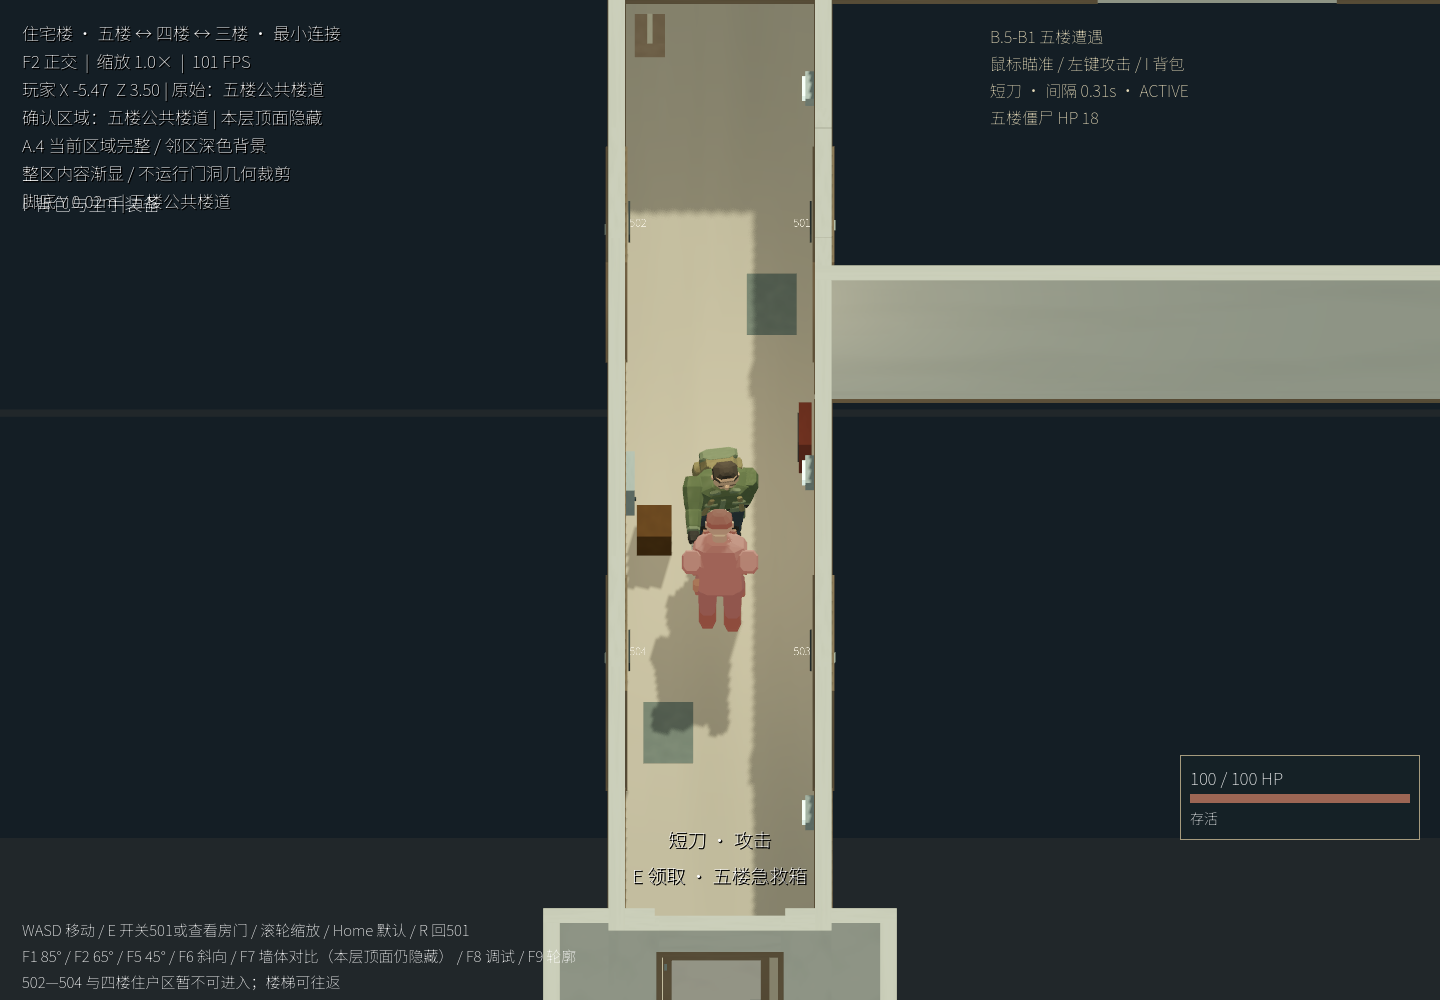 住宅楼 · 五楼 ↔ 四楼 ↔ 三楼 · 最小连接
F2 正交 | 缩放 1.0× | 101 FPS
玩家 X -5.47 Z 3.50 | 原始：五楼公共楼道
确认区域：五楼公共楼道 | 本层顶面隐藏
A.4 当前区域完整 / 邻区深色背景
整区内容渐显 / 不运行门洞几何裁剪
五楼公共楼道
B.5-B1 五楼遭遇
鼠标瞄准 / 左键攻击 / I 背包
短刀 · 间隔 0.31s · ACTIVE
五楼僵尸 HP 18
502
501
504
503
100 / 100 HP
存活
短刀 · 攻击
E 领取 · 五楼急救箱
WASD 移动 / E 开关501或查看房门 / 滚轮缩放 / Home 默认 / R 回501
F1 85° / F2 65° / F5 45° / F6 斜向 / F7 墙体对比（本层顶面仍隐藏） / F8 调试 / F9 轮廓
502—504 与四楼住户区暂不可进入；楼梯可往返